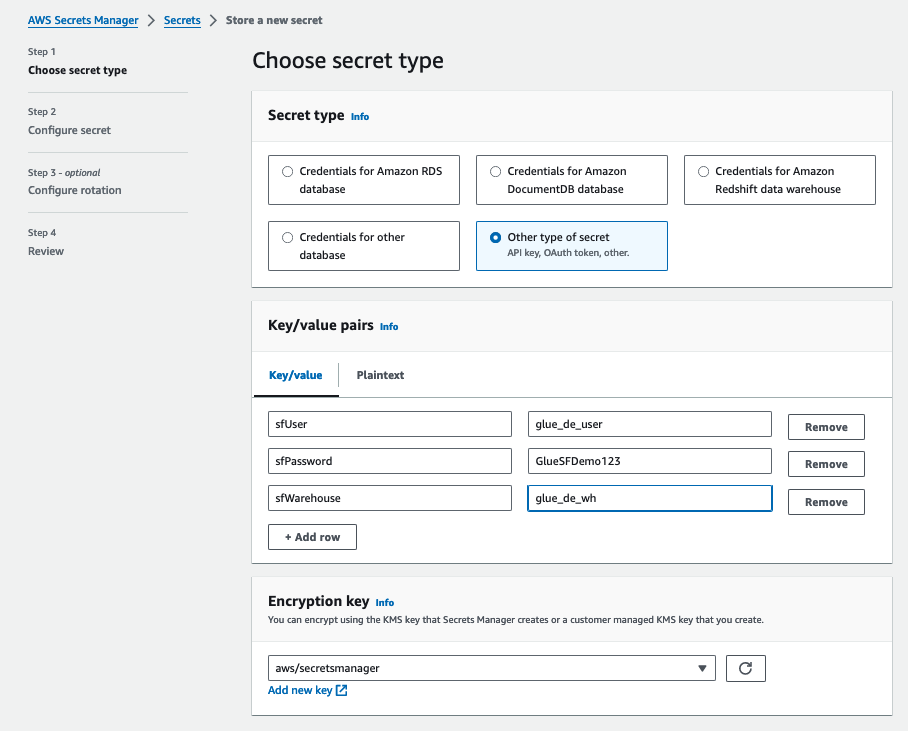 AWS Secrets Manager > Secrets > Store a new secret
Step 1
Choose secret type
Step 2
Configure secret
Step 3 - optional
Configure rotation
Step 4
Review
Choose secret type
Secret type Info
Credentials for Amazon RDS
database
Credentials for Amazon
DocumentDB database
Credentials for Amazon
Redshift data warehouse
Credentials for other
database
Other type of secret
API key, OAuth token, other.
Key/value pairs Info
Key/value Plaintext
sfUser glue_de_user Remove
sfPassword GlueSFDemo123 Remove
sfWarehouse glue_de_wh Remove
+ Add row
Encryption key Info
You can encrypt using the KMS key that Secrets Manager creates or a customer managed KMS key that you create.
aws/secretsmanager
Add new key